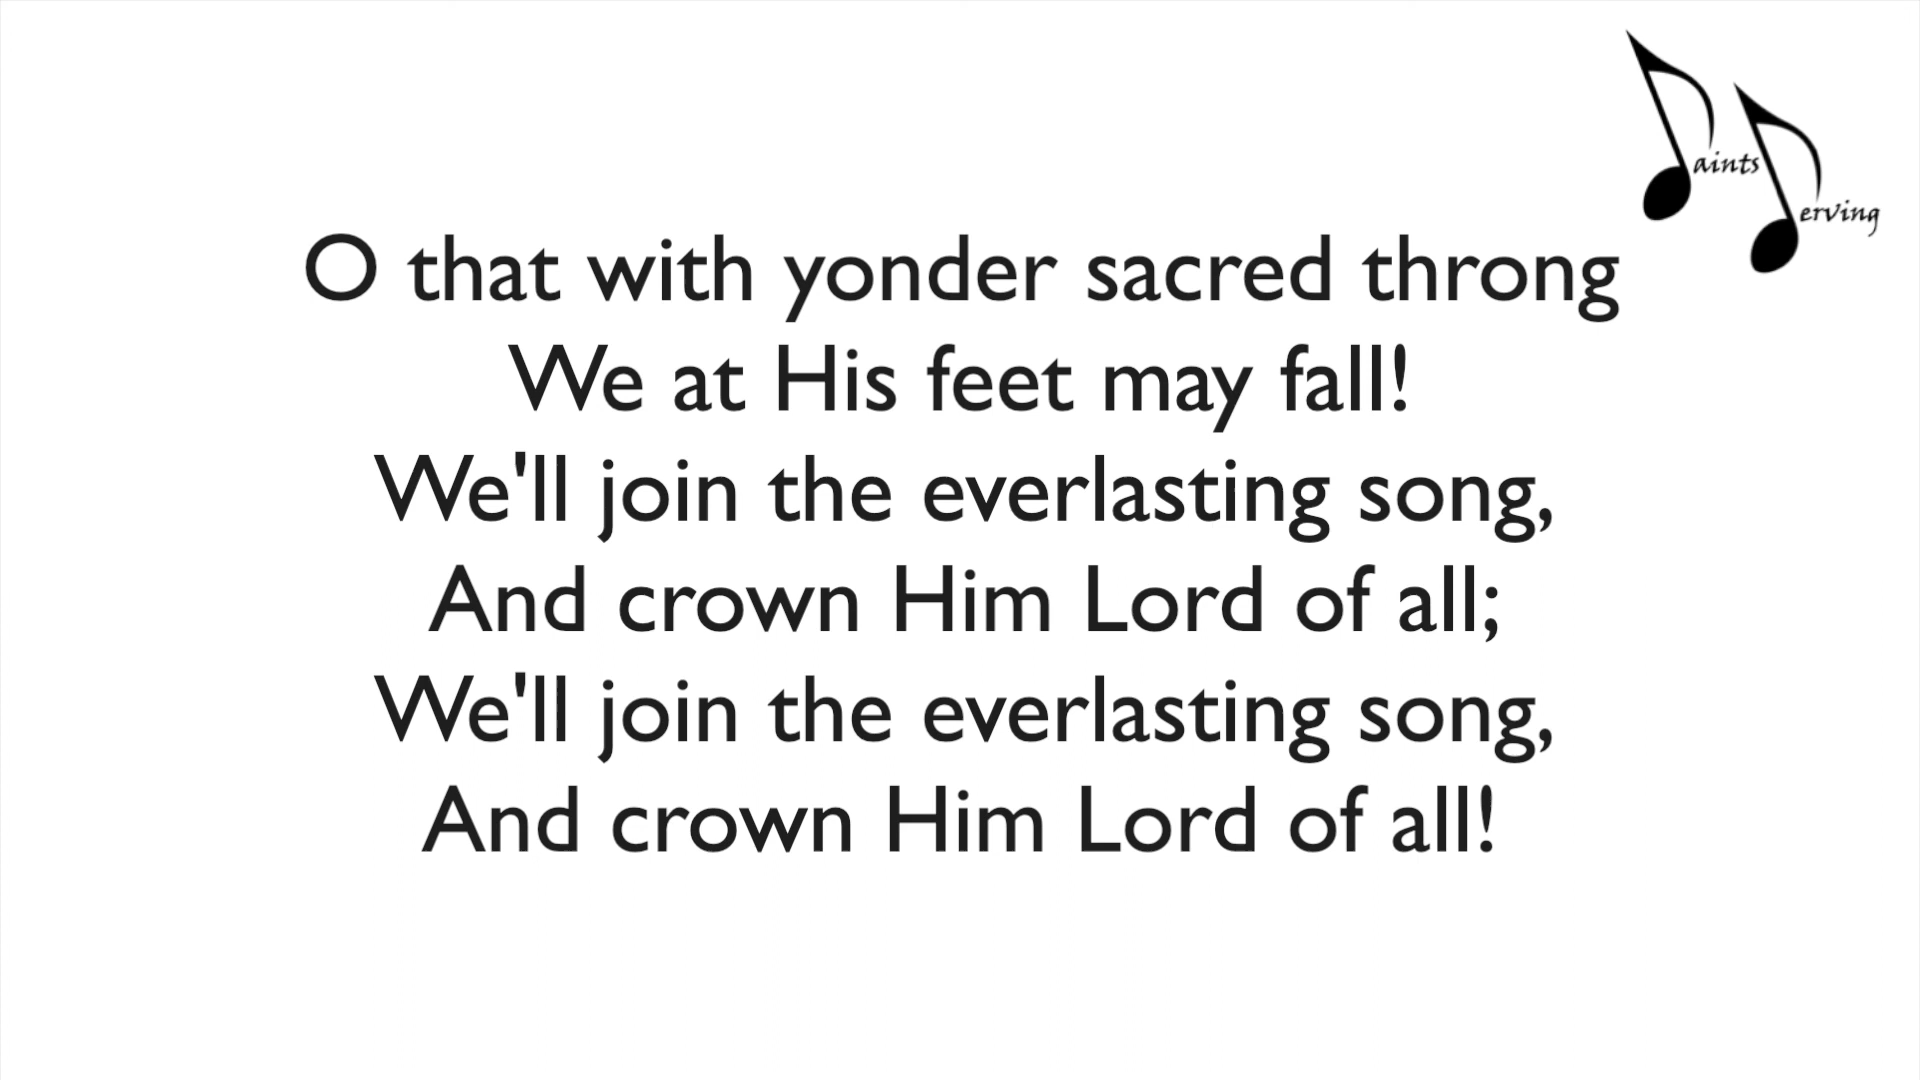 O that with yonder sacred throng
We at His feet may fall!
We'll join the everlasting song,
And crown Him Lord of all;
We'll join the everlasting song,
And crown Him Lord of all!
aints
erving